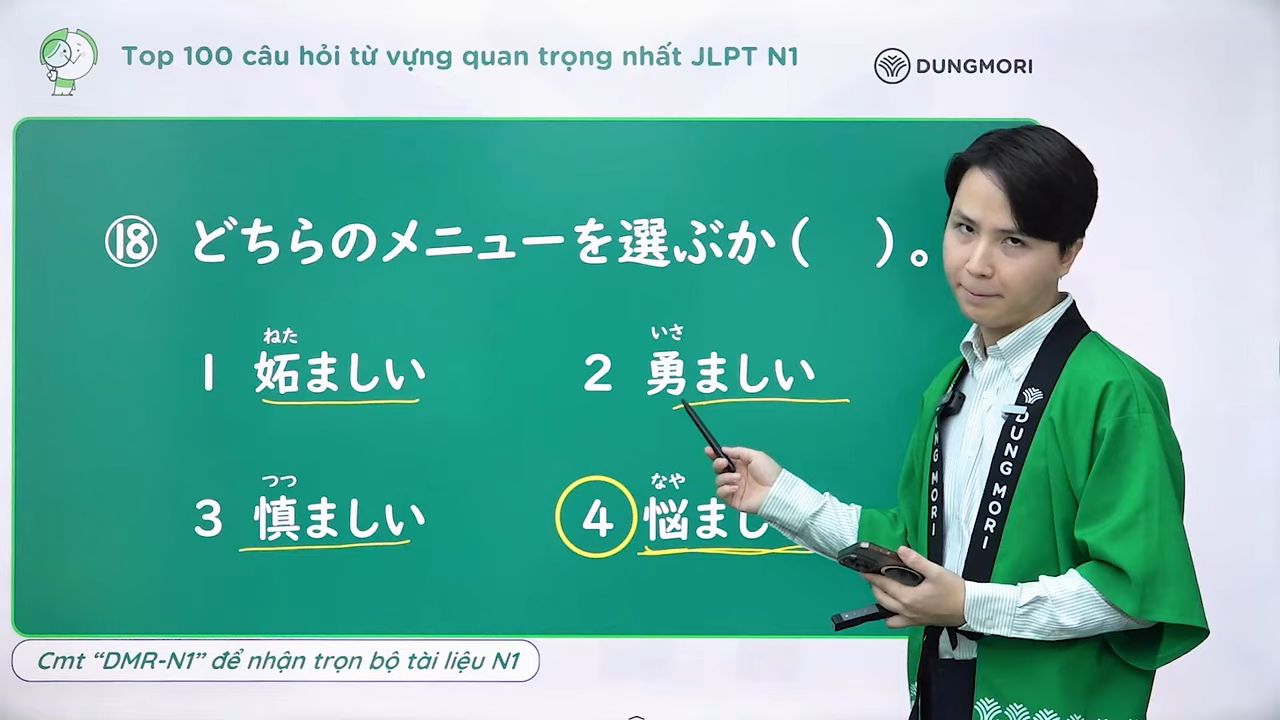 Top 100 câu hỏi từ vựng quan trọng nhất JLPT N1
DUNGMORI
⑱ どちらのメニューを選ぶか( )。
ねた
1 妬ましい
いさ
2 勇ましい
つつ
3 慎ましい
なや
4 悩まし
DUNG MORI
NG MORI
Cmt “DMR-N1” để nhận trọn bộ tài liệu N1